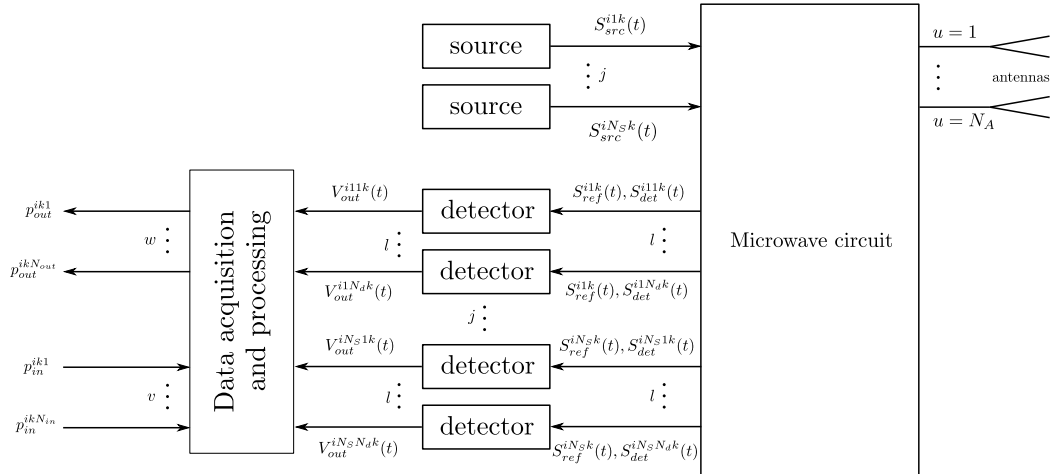 source
$S_{src}^{i1k}(t)$
⋮ $j$
source
$S_{src}^{iN_Sk}(t)$
$u = 1$
⋮
antennas
$u = N_A$
Microwave circuit
$p_{out}^{ik1}$
$w$ ⋮
$p_{out}^{ikN_{out}}$
$p_{in}^{ik1}$
$v$ ⋮
$p_{in}^{ikN_{in}}$
Data acquisition
and processing
$V_{out}^{i11k}(t)$
detector
$S_{ref}^{i1k}(t), S_{det}^{i11k}(t)$
$l$ ⋮
$l$ ⋮
$V_{out}^{i1N_dk}(t)$
detector
$S_{ref}^{i1k}(t), S_{det}^{i1N_dk}(t)$
$j$ ⋮
$V_{out}^{iN_S1k}(t)$
detector
$S_{ref}^{iN_Sk}(t), S_{det}^{iN_S1k}(t)$
$l$ ⋮
$l$ ⋮
$V_{out}^{iN_SN_dk}(t)$
detector
$S_{ref}^{iN_Sk}(t), S_{det}^{iN_SN_dk}(t)$